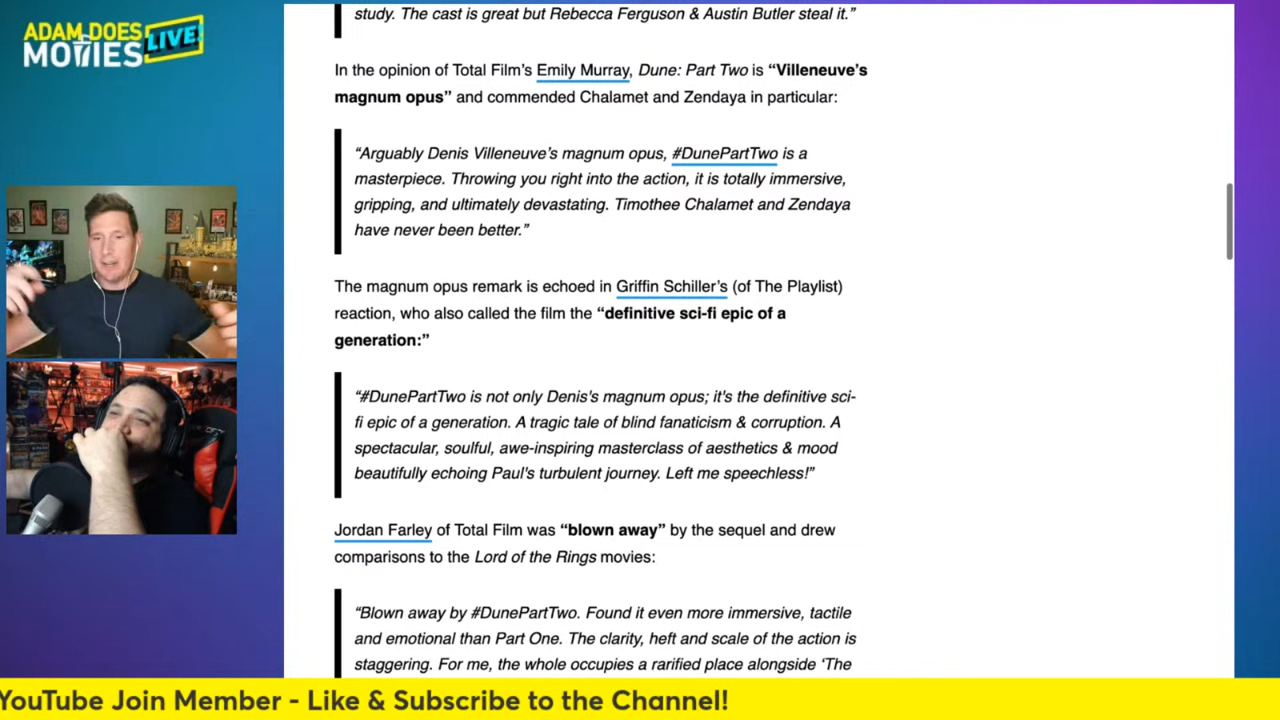 ADAM DOES
MOVIES
LIVE!
study. The cast is great but Rebecca Ferguson & Austin Butler steal it.”
In the opinion of Total Film’s Emily Murray, Dune: Part Two is “Villeneuve’s
magnum opus” and commended Chalamet and Zendaya in particular:
“Arguably Denis Villeneuve’s magnum opus, #DunePartTwo is a
masterpiece. Throwing you right into the action, it is totally immersive,
gripping, and ultimately devastating. Timothee Chalamet and Zendaya
have never been better.”
The magnum opus remark is echoed in Griffin Schiller’s (of The Playlist)
reaction, who also called the film the “definitive sci-fi epic of a
generation:”
“#DunePartTwo is not only Denis's magnum opus; it's the definitive sci-
fi epic of a generation. A tragic tale of blind fanaticism & corruption. A
spectacular, soulful, awe-inspiring masterclass of aesthetics & mood
beautifully echoing Paul's turbulent journey. Left me speechless!”
Jordan Farley of Total Film was “blown away” by the sequel and drew
comparisons to the Lord of the Rings movies:
“Blown away by #DunePartTwo. Found it even more immersive, tactile
and emotional than Part One. The clarity, heft and scale of the action is
staggering. For me, the whole occupies a rarified place alongside ‘The
YouTube Join Member - Like & Subscribe to the Channel!